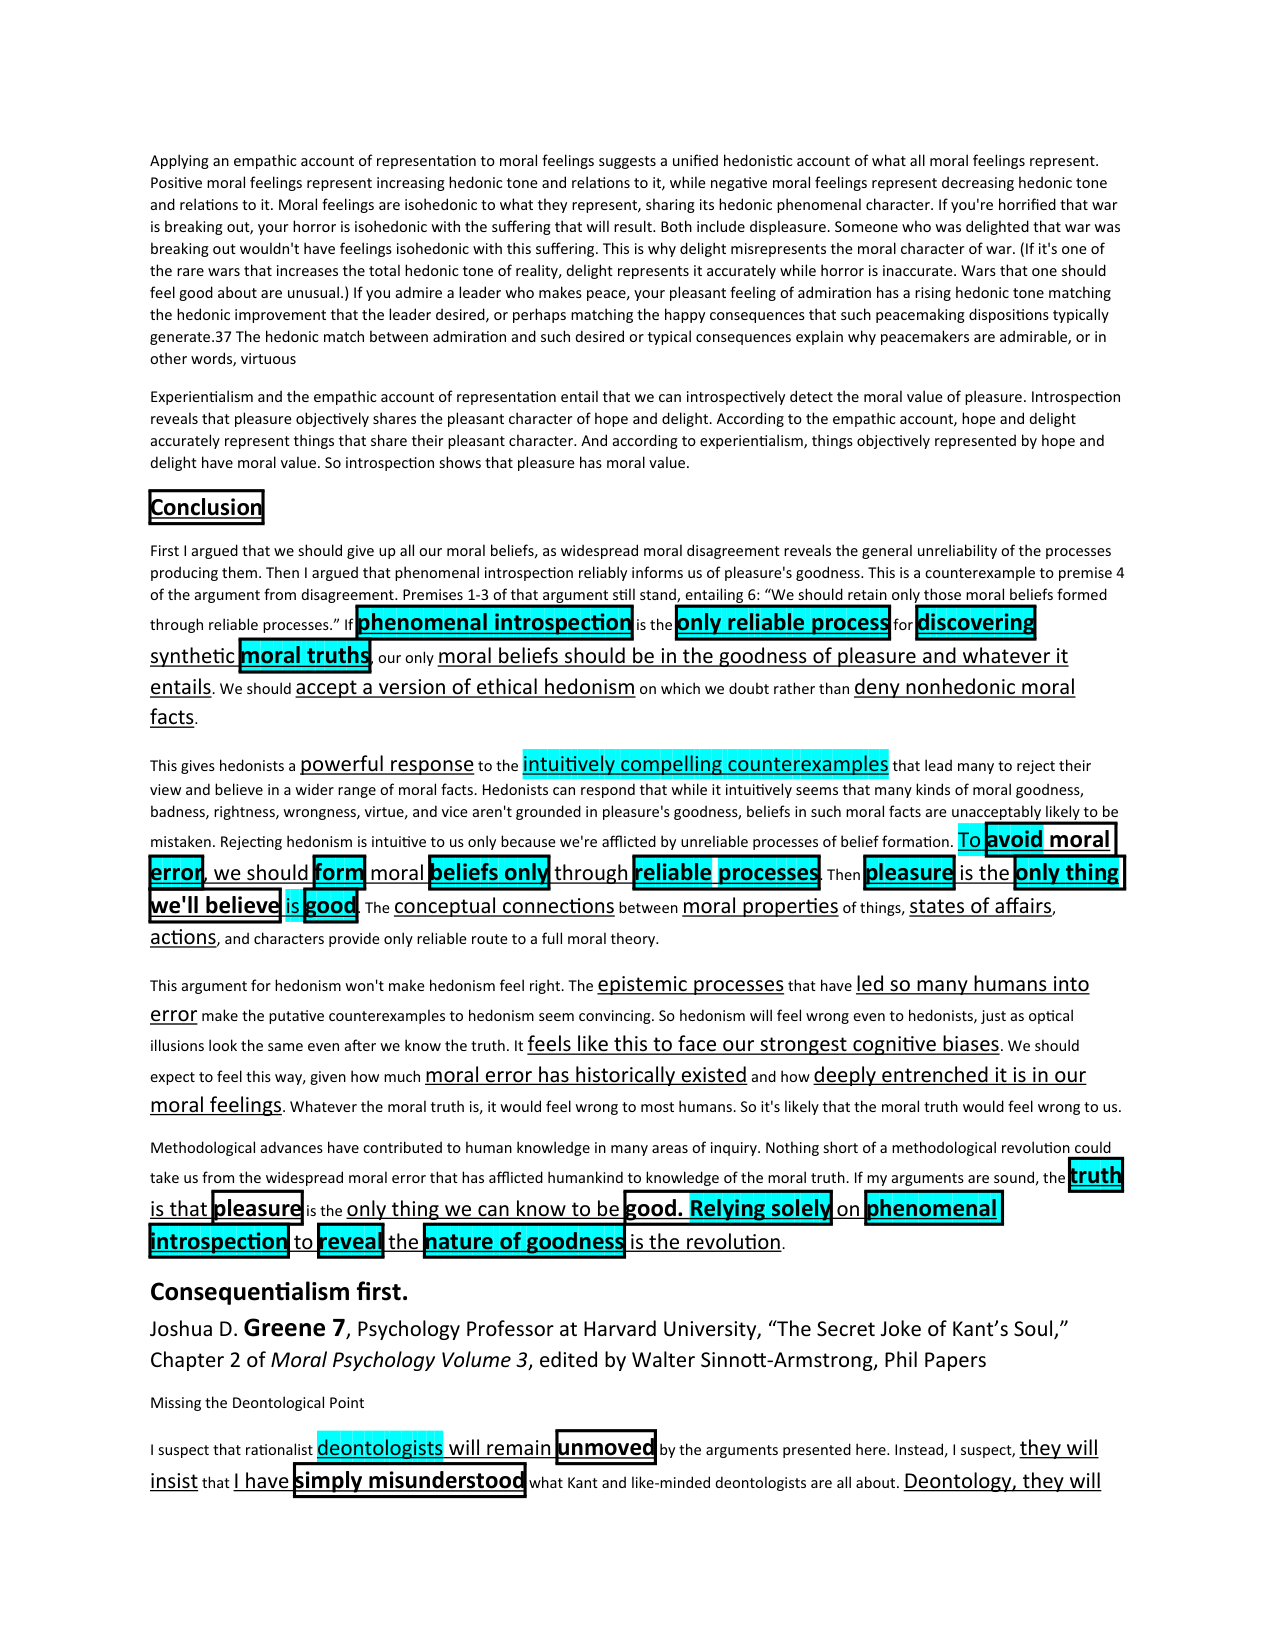 Applying an empathic account of representation to moral feelings suggests a unified hedonistic account of what all moral feelings represent.
Positive moral feelings represent increasing hedonic tone and relations to it, while negative moral feelings represent decreasing hedonic tone
and relations to it. Moral feelings are isohedonic to what they represent, sharing its hedonic phenomenal character. If you're horrified that war
is breaking out, your horror is isohedonic with the suffering that will result. Both include displeasure. Someone who was delighted that war was
breaking out wouldn't have feelings isohedonic with this suffering. This is why delight misrepresents the moral character of war. (If it's one of
the rare wars that increases the total hedonic tone of reality, delight represents it accurately while horror is inaccurate. Wars that one should
feel good about are unusual.) If you admire a leader who makes peace, your pleasant feeling of admiration has a rising hedonic tone matching
the hedonic improvement that the leader desired, or perhaps matching the happy consequences that such peacemaking dispositions typically
generate.37 The hedonic match between admiration and such desired or typical consequences explain why peacemakers are admirable, or in
other words, virtuous
Experientialism and the empathic account of representation entail that we can introspectively detect the moral value of pleasure. Introspection
reveals that pleasure objectively shares the pleasant character of hope and delight. According to the empathic account, hope and delight
accurately represent things that share their pleasant character. And according to experientialism, things objectively represented by hope and
delight have moral value. So introspection shows that pleasure has moral value.
Conclusion
First I argued that we should give up all our moral beliefs, as widespread moral disagreement reveals the general unreliability of the processes
producing them. Then I argued that phenomenal introspection reliably informs us of pleasure's goodness. This is a counterexample to premise 4
of the argument from disagreement. Premises 1-3 of that argument still stand, entailing 6: “We should retain only those moral beliefs formed
through reliable processes.” If phenomenal introspection is the only reliable process for discovering
synthetic moral truths, our only moral beliefs should be in the goodness of pleasure and whatever it
entails. We should accept a version of ethical hedonism on which we doubt rather than deny nonhedonic moral
facts.
This gives hedonists a powerful response to the intuitively compelling counterexamples that lead many to reject their
view and believe in a wider range of moral facts. Hedonists can respond that while it intuitively seems that many kinds of moral goodness,
badness, rightness, wrongness, virtue, and vice aren't grounded in pleasure's goodness, beliefs in such moral facts are unacceptably likely to be
mistaken. Rejecting hedonism is intuitive to us only because we're afflicted by unreliable processes of belief formation. To avoid moral
error, we should form moral beliefs only through reliable processes. Then pleasure is the only thing
we'll believe is good. The conceptual connections between moral properties of things, states of affairs,
actions, and characters provide only reliable route to a full moral theory.
This argument for hedonism won't make hedonism feel right. The epistemic processes that have led so many humans into
error make the putative counterexamples to hedonism seem convincing. So hedonism will feel wrong even to hedonists, just as optical
illusions look the same even after we know the truth. It feels like this to face our strongest cognitive biases. We should
expect to feel this way, given how much moral error has historically existed and how deeply entrenched it is in our
moral feelings. Whatever the moral truth is, it would feel wrong to most humans. So it's likely that the moral truth would feel wrong to us.
Methodological advances have contributed to human knowledge in many areas of inquiry. Nothing short of a methodological revolution could
take us from the widespread moral error that has afflicted humankind to knowledge of the moral truth. If my arguments are sound, the truth
is that pleasure is the only thing we can know to be good. Relying solely on phenomenal
introspection to reveal the nature of goodness is the revolution.
Consequentialism first.
Joshua D. Greene 7, Psychology Professor at Harvard University, “The Secret Joke of Kant’s Soul,”
Chapter 2 of Moral Psychology Volume 3, edited by Walter Sinnott-Armstrong, Phil Papers
Missing the Deontological Point
I suspect that rationalist deontologists will remain unmoved by the arguments presented here. Instead, I suspect, they will
insist that I have simply misunderstood what Kant and like-minded deontologists are all about. Deontology, they will